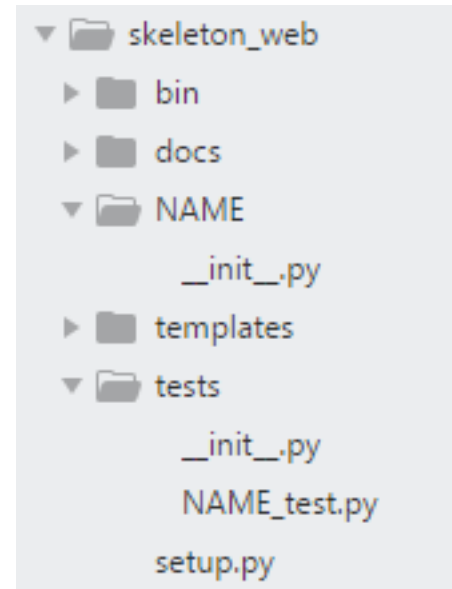 skeleton_web
bin
docs
NAME
__init__.py
templates
tests
__init__.py
NAME_test.py
setup.py